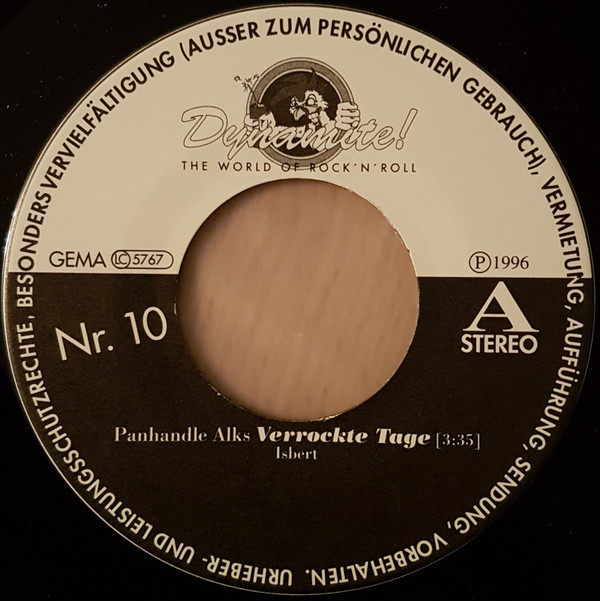 URHEBER- UND LEISTUNGSSCHUTZRECHTE, BESONDERS VERVIELFÄLTIGUNG (AUSSER ZUM PERSÖNLICHEN GEBRAUCH), VERMIETUNG, AUFFÜHRUNG, SENDUNG, VORBEHALTEN.
Dynamite!
THE WORLD OF ROCK'N'ROLL
GEMA LC 5767
Ⓟ1996
Nr. 10
A
STEREO
Panhandle Alks Verrockte Tage [3:35]
Isbert